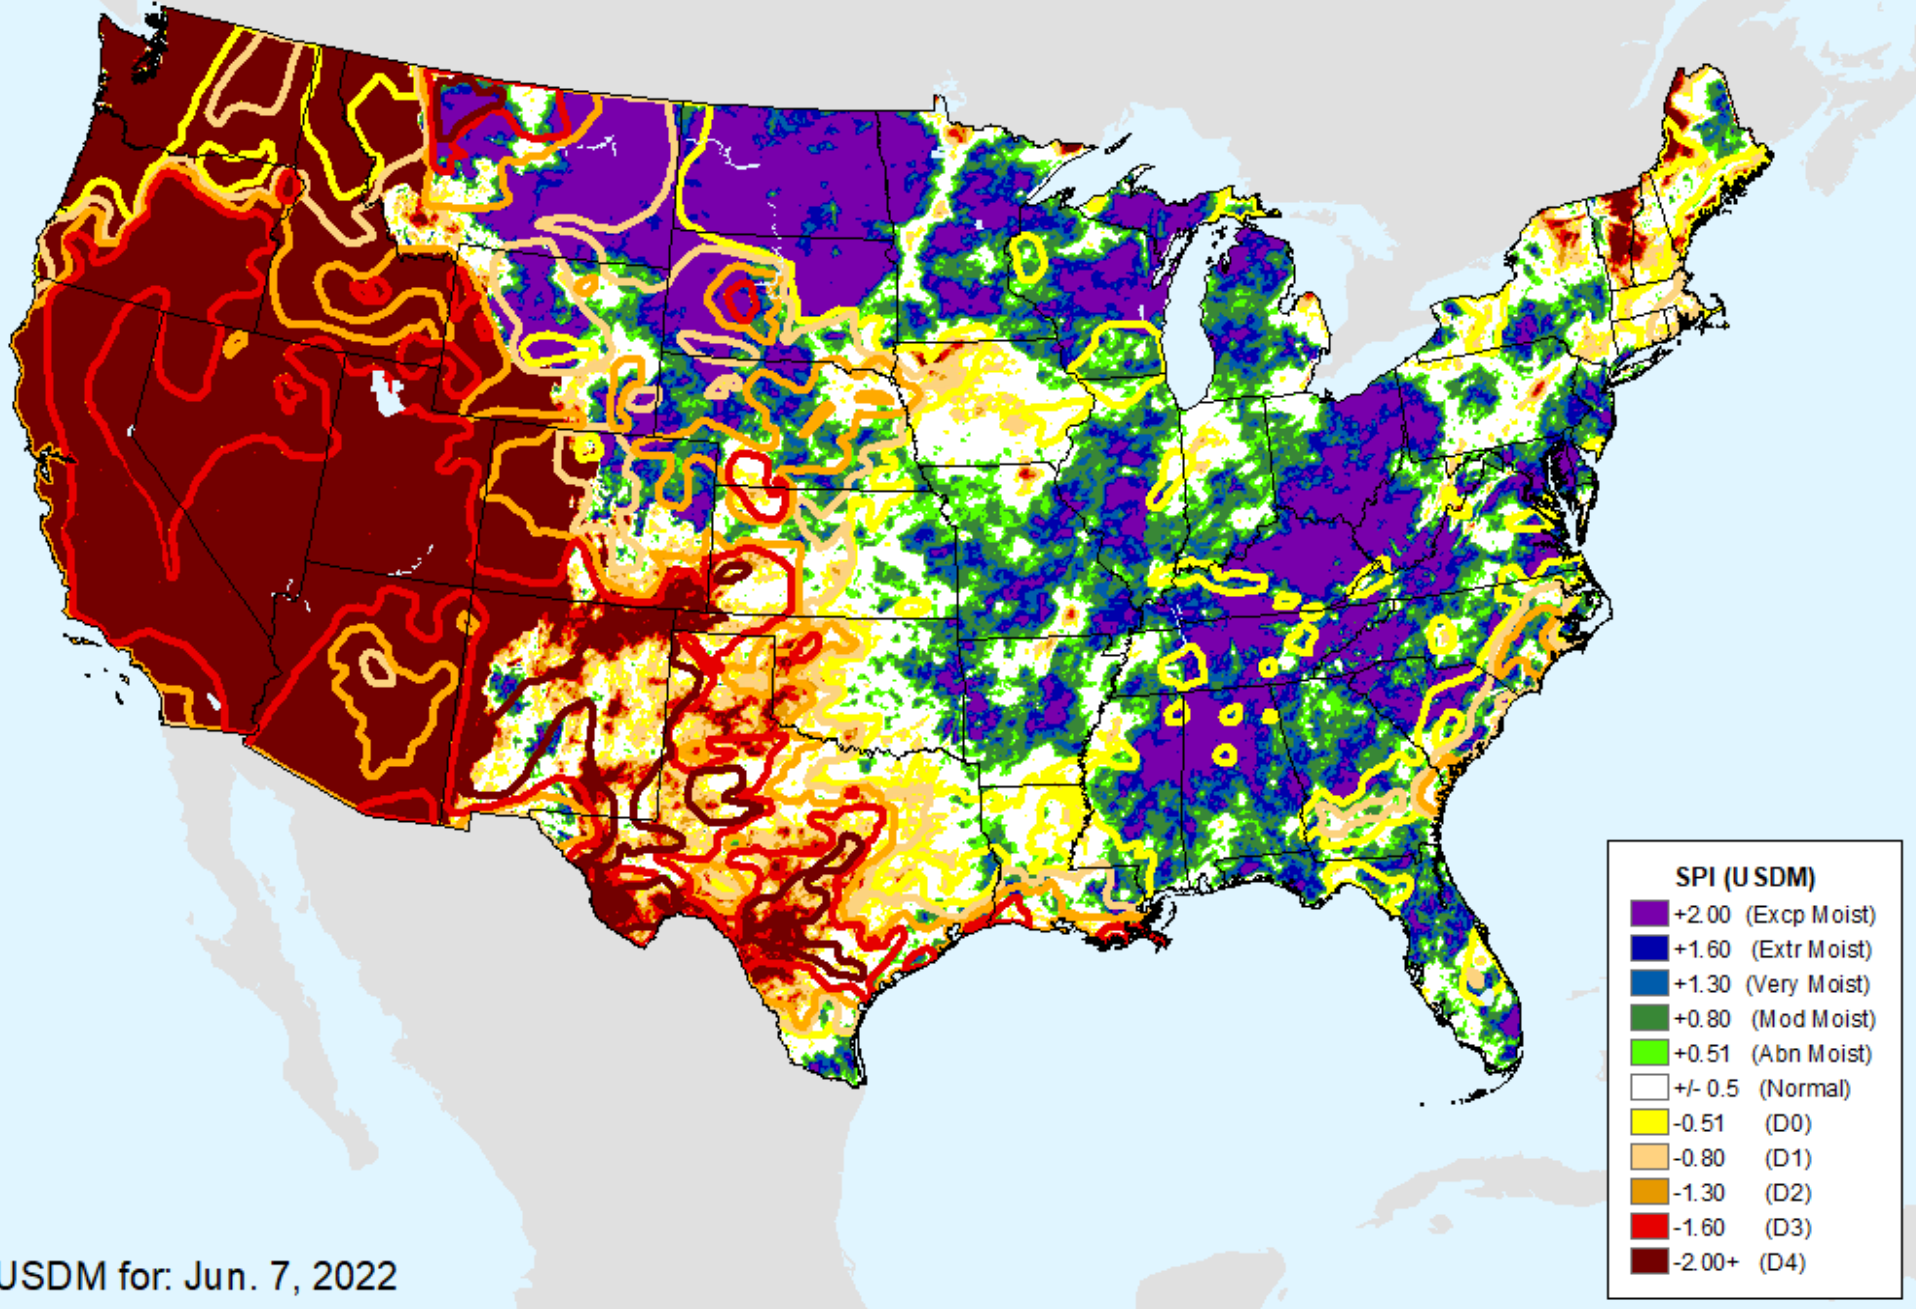 SPI (USDM)
+2.00 (Excp Moist)
+1.60 (Extr Moist)
+1.30 (Very Moist)
+0.80 (Mod Moist)
+0.51 (Abn Moist)
+/- 0.5 (Normal)
-0.51 (D0)
-0.80 (D1)
-1.30 (D2)
-1.60 (D3)
-2.00+ (D4)
USDM for: Jun. 7, 2022